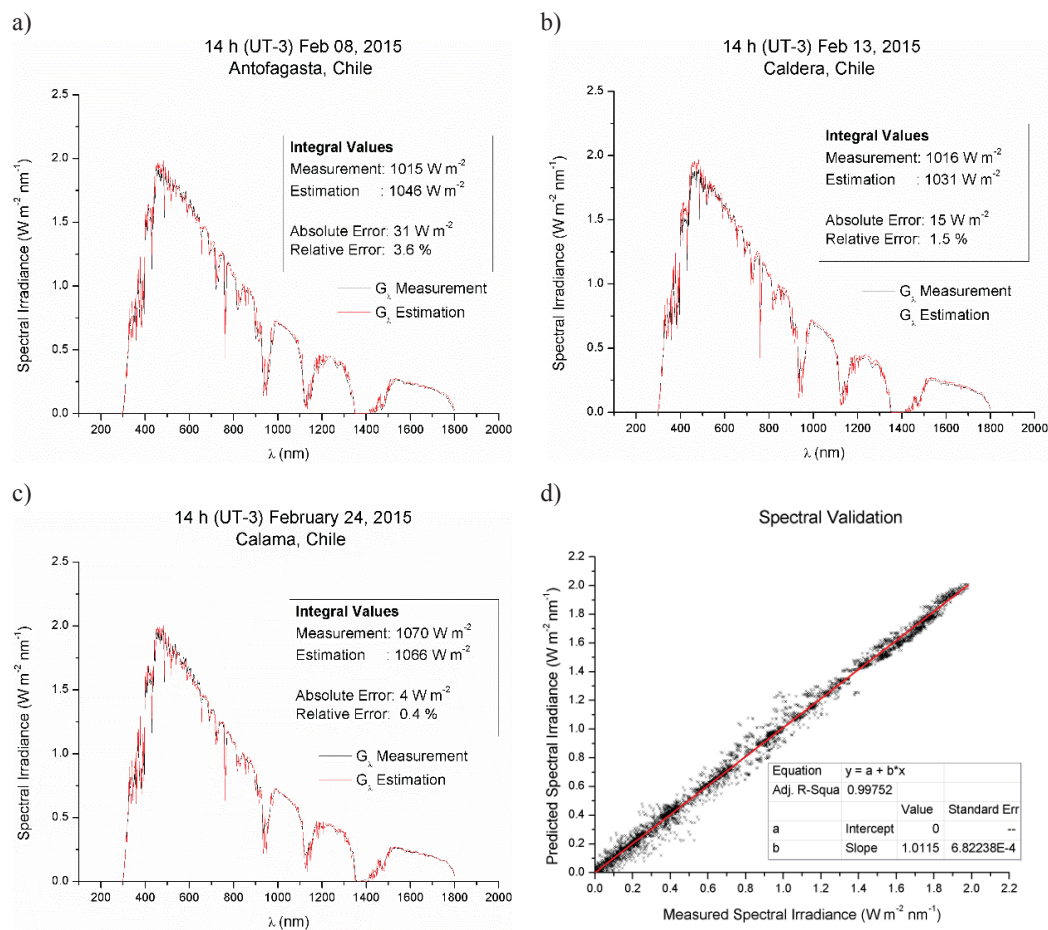 a)
14 h (UT-3) Feb 08, 2015
Antofagasta, Chile
Spectral Irradiance (W m-2 nm-1)
2.5
2.0
1.5
1.0
0.5
0.0
Integral Values
Measurement: 1015 W m-2
Estimation : 1046 W m-2
Absolute Error: 31 W m-2
Relative Error: 3.6 %
Gλ Measurement
Gλ Estimation
200 400 600 800 1000 1200 1400 1600 1800 2000
λ (nm)
b)
14 h (UT-3) Feb 13, 2015
Caldera, Chile
Spectral Irradiance (W m-2 nm-1)
2.5
2.0
1.5
1.0
0.5
0.0
Integral Values
Measurement: 1016 W m-2
Estimation : 1031 W m-2
Absolute Error: 15 W m-2
Relative Error: 1.5 %
Gλ Measurement
Gλ Estimation
200 400 600 800 1000 1200 1400 1600 1800 2000
λ (nm)
c)
14 h (UT-3) February 24, 2015
Calama, Chile
Spectral Irradiance (W m-2 nm-1)
2.5
2.0
1.5
1.0
0.5
0.0
Integral Values
Measurement: 1070 W m-2
Estimation : 1066 W m-2
Absolute Error: 4 W m-2
Relative Error: 0.4 %
Gλ Measurement
Gλ Estimation
200 400 600 800 1000 1200 1400 1600 1800 2000
λ (nm)
d)
Spectral Validation
Predicted Spectral Irradiance (W m-2 nm-1)
2.2
2.0
1.8
1.6
1.4
1.2
1.0
0.8
0.6
0.4
0.2
0.0
Equation y = a + b*x
Adj. R-Squa 0.99752
Value Standard Err
a Intercept 0 --
b Slope 1.0115 6.82238E-4
0.0 0.2 0.4 0.6 0.8 1.0 1.2 1.4 1.6 1.8 2.0 2.2
Measured Spectral Irradiance (W m-2 nm-1)